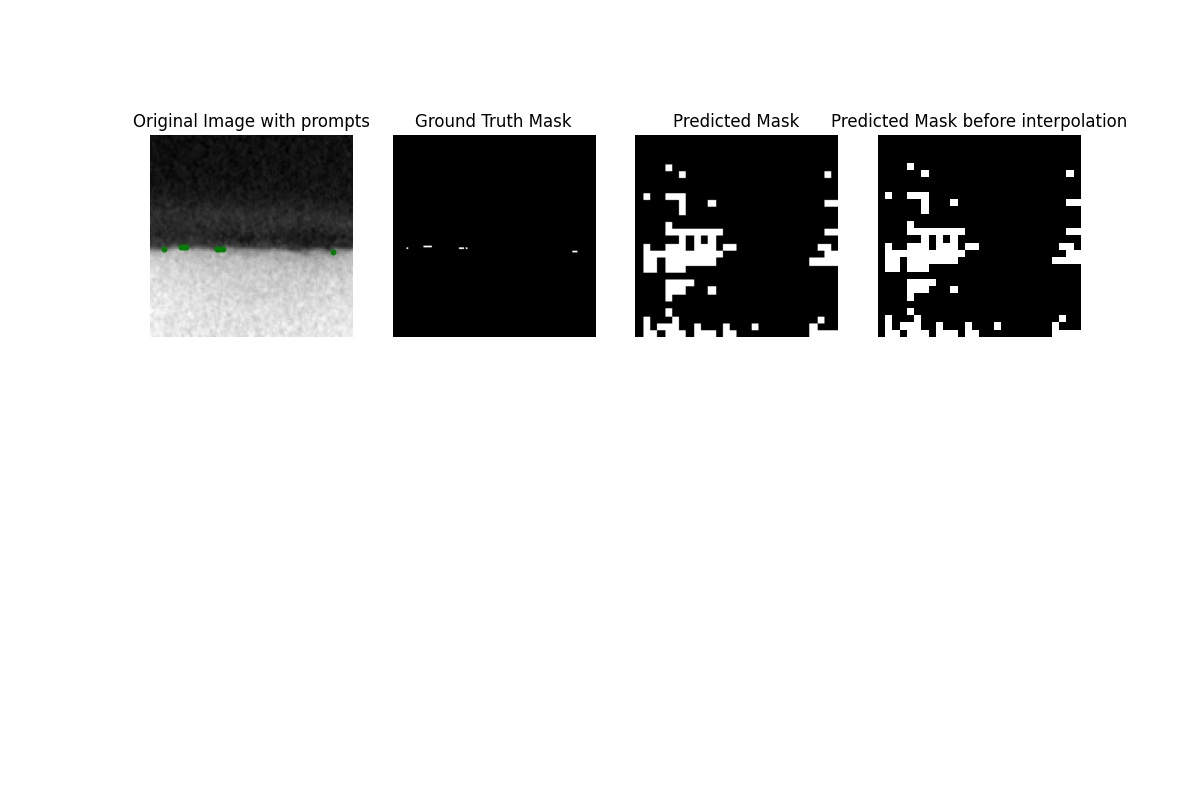 Original Image with prompts
Ground Truth Mask
Predicted Mask
Predicted Mask before interpolation